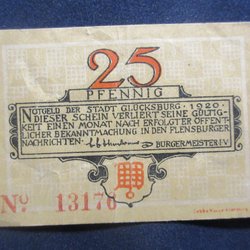 25
PFENNIG
NOTGELD DER STADT GLÜCKSBURG · 1920 ·
DIESER SCHEIN VERLIERT SEINE GÜLTIG-
KEIT EINEN MONAT NACH ERFOLGTER ÖFFENT-
LICHER BEKANNTMACHUNG IN DEN FLENSBURGER
NACHRICHTEN · BÜRGERMEISTER I.V.
No. 13170